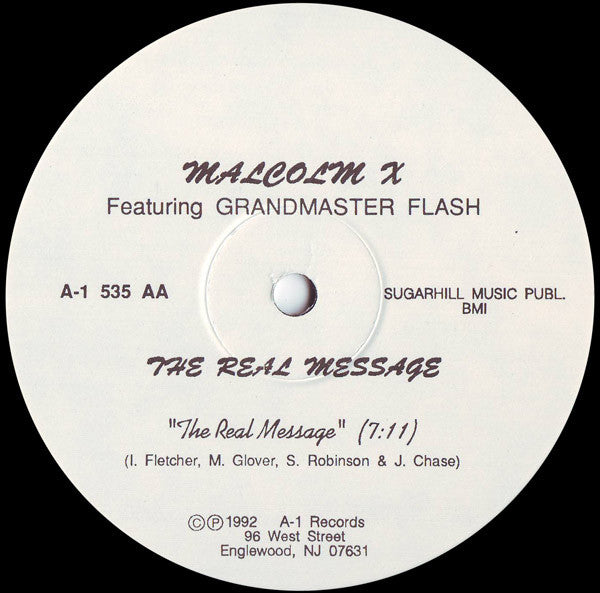 MALCOLM X
Featuring GRANDMASTER FLASH
A-1 535 AA
SUGARHILL MUSIC PUBL.
BMI
THE REAL MESSAGE
"The Real Message" (7:11)
(I. Fletcher, M. Glover, S. Robinson & J. Chase)
©℗1992 A-1 Records
96 West Street
Englewood, NJ 07631